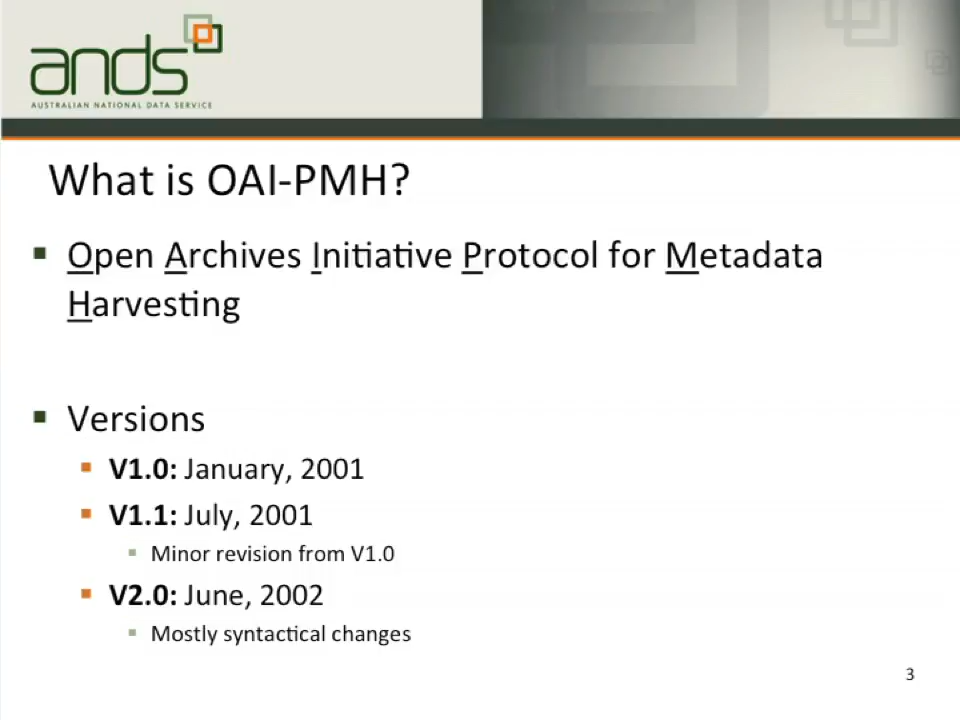 ands
AUSTRALIAN NATIONAL DATA SERVICE
What is OAI-PMH?
Open Archives Initiative Protocol for Metadata
Harvesting
Versions
V1.0: January, 2001
V1.1: July, 2001
Minor revision from V1.0
V2.0: June, 2002
Mostly syntactical changes
3